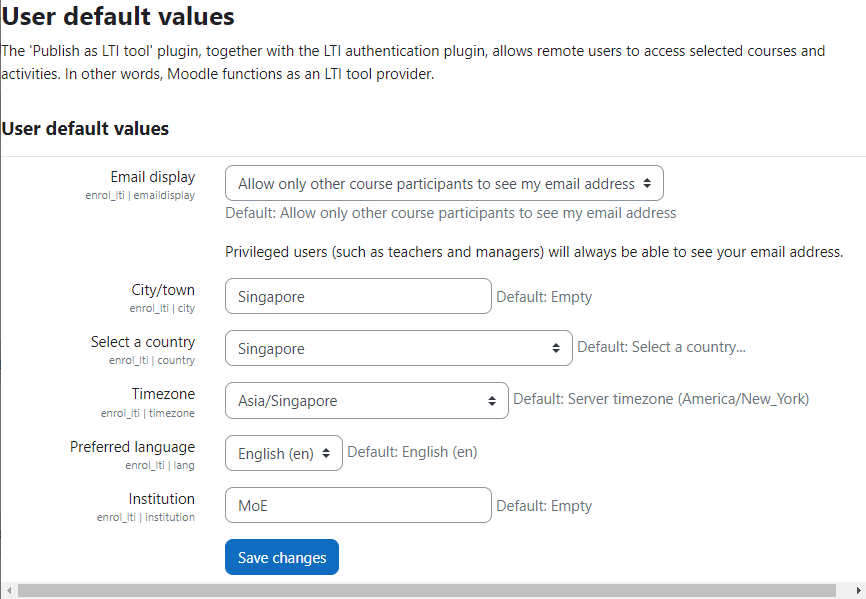 User default values
The 'Publish as LTI tool' plugin, together with the LTI authentication plugin, allows remote users to access selected courses and
activities. In other words, Moodle functions as an LTI tool provider.
User default values
Email display
enrol_lti | emaildisplay
Allow only other course participants to see my email address
Default: Allow only other course participants to see my email address
Privileged users (such as teachers and managers) will always be able to see your email address.
City/town
enrol_lti | city
Singapore
Default: Empty
Select a country
enrol_lti | country
Singapore
Default: Select a country...
Timezone
enrol_lti | timezone
Asia/Singapore
Default: Server timezone (America/New_York)
Preferred language
enrol_lti | lang
English (en)
Default: English (en)
Institution
enrol_lti | institution
MoE
Default: Empty
Save changes